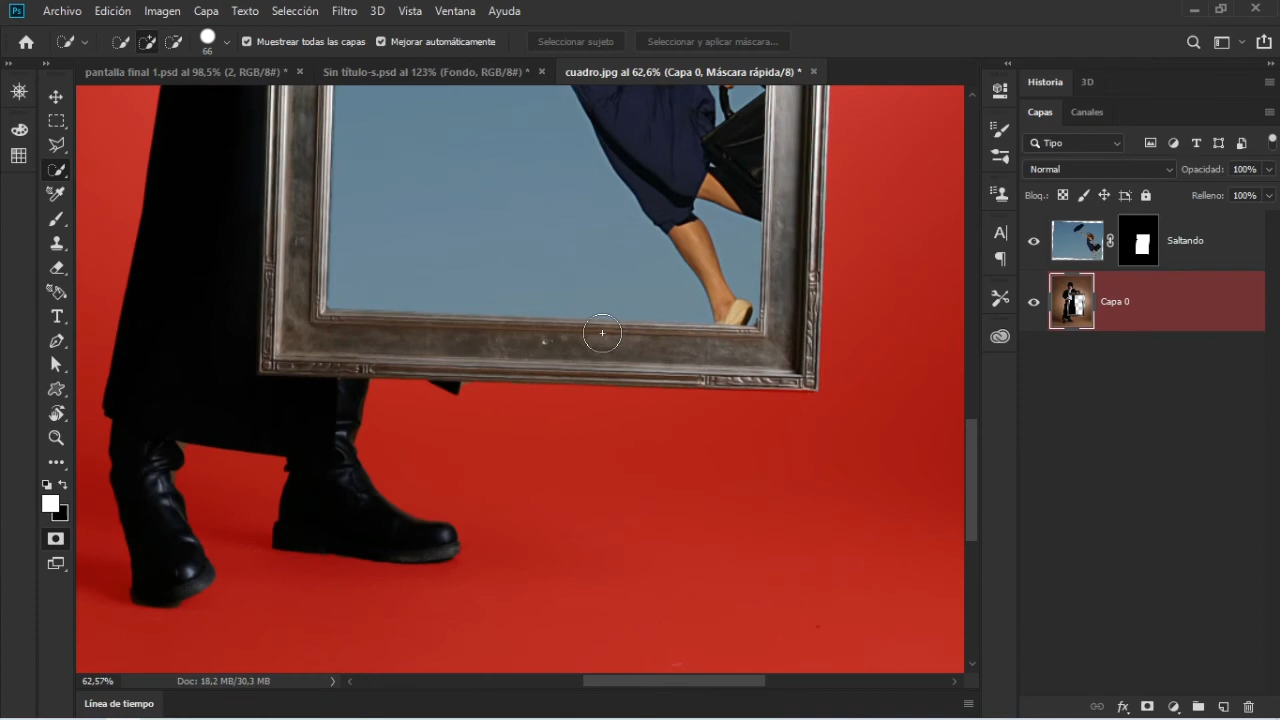 Ps Archivo Edición Imagen Capa Texto Selección Filtro 3D Vista Ventana Ayuda
66 Muestrear todas las capas Mejorar automáticamente Seleccionar sujeto Seleccionar y aplicar máscara...
pantalla final 1.psd al 98,5% (2, RGB/8#) * Sin título-s.psd al 123% (Fondo, RGB/8#) * cuadro.jpg al 62,6% (Capa 0, Máscara rápida/8) *
Historia 3D
Capas Canales
Tipo
Normal Opacidad: 100%
Bloq.: Relleno: 100%
Saltando
Capa 0
62,57% Doc: 18,2 MB/30,3 MB
Línea de tiempo